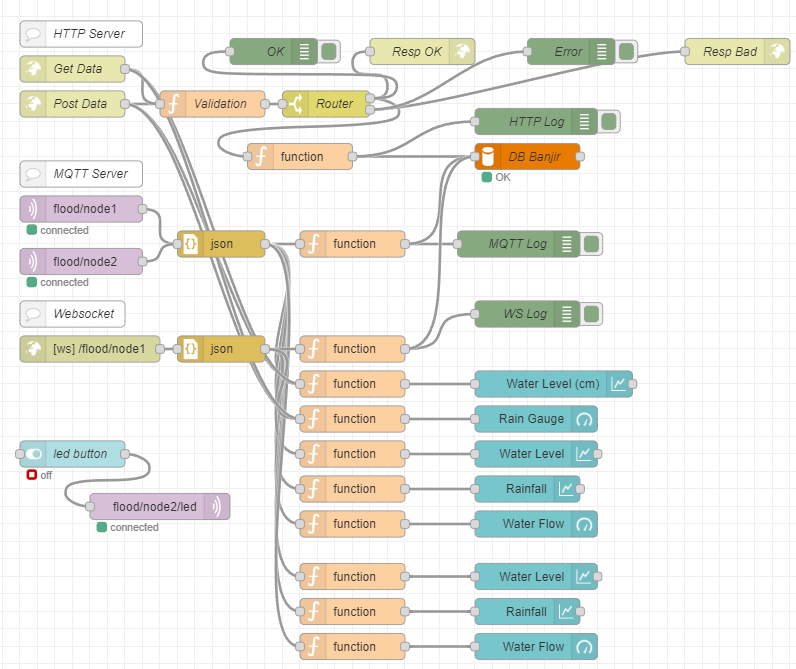 HTTP Server
OK
Resp OK
Error
Resp Bad
Get Data
Post Data
Validation
Router
HTTP Log
function
DB Banjir
OK
MQTT Server
flood/node1
connected
json
function
MQTT Log
flood/node2
connected
Websocket
WS Log
[ws] /flood/node1
json
function
function
Water Level (cm)
function
Rain Gauge
led button
off
function
Water Level
function
Rainfall
flood/node2/led
connected
function
Water Flow
function
Water Level
function
Rainfall
function
Water Flow